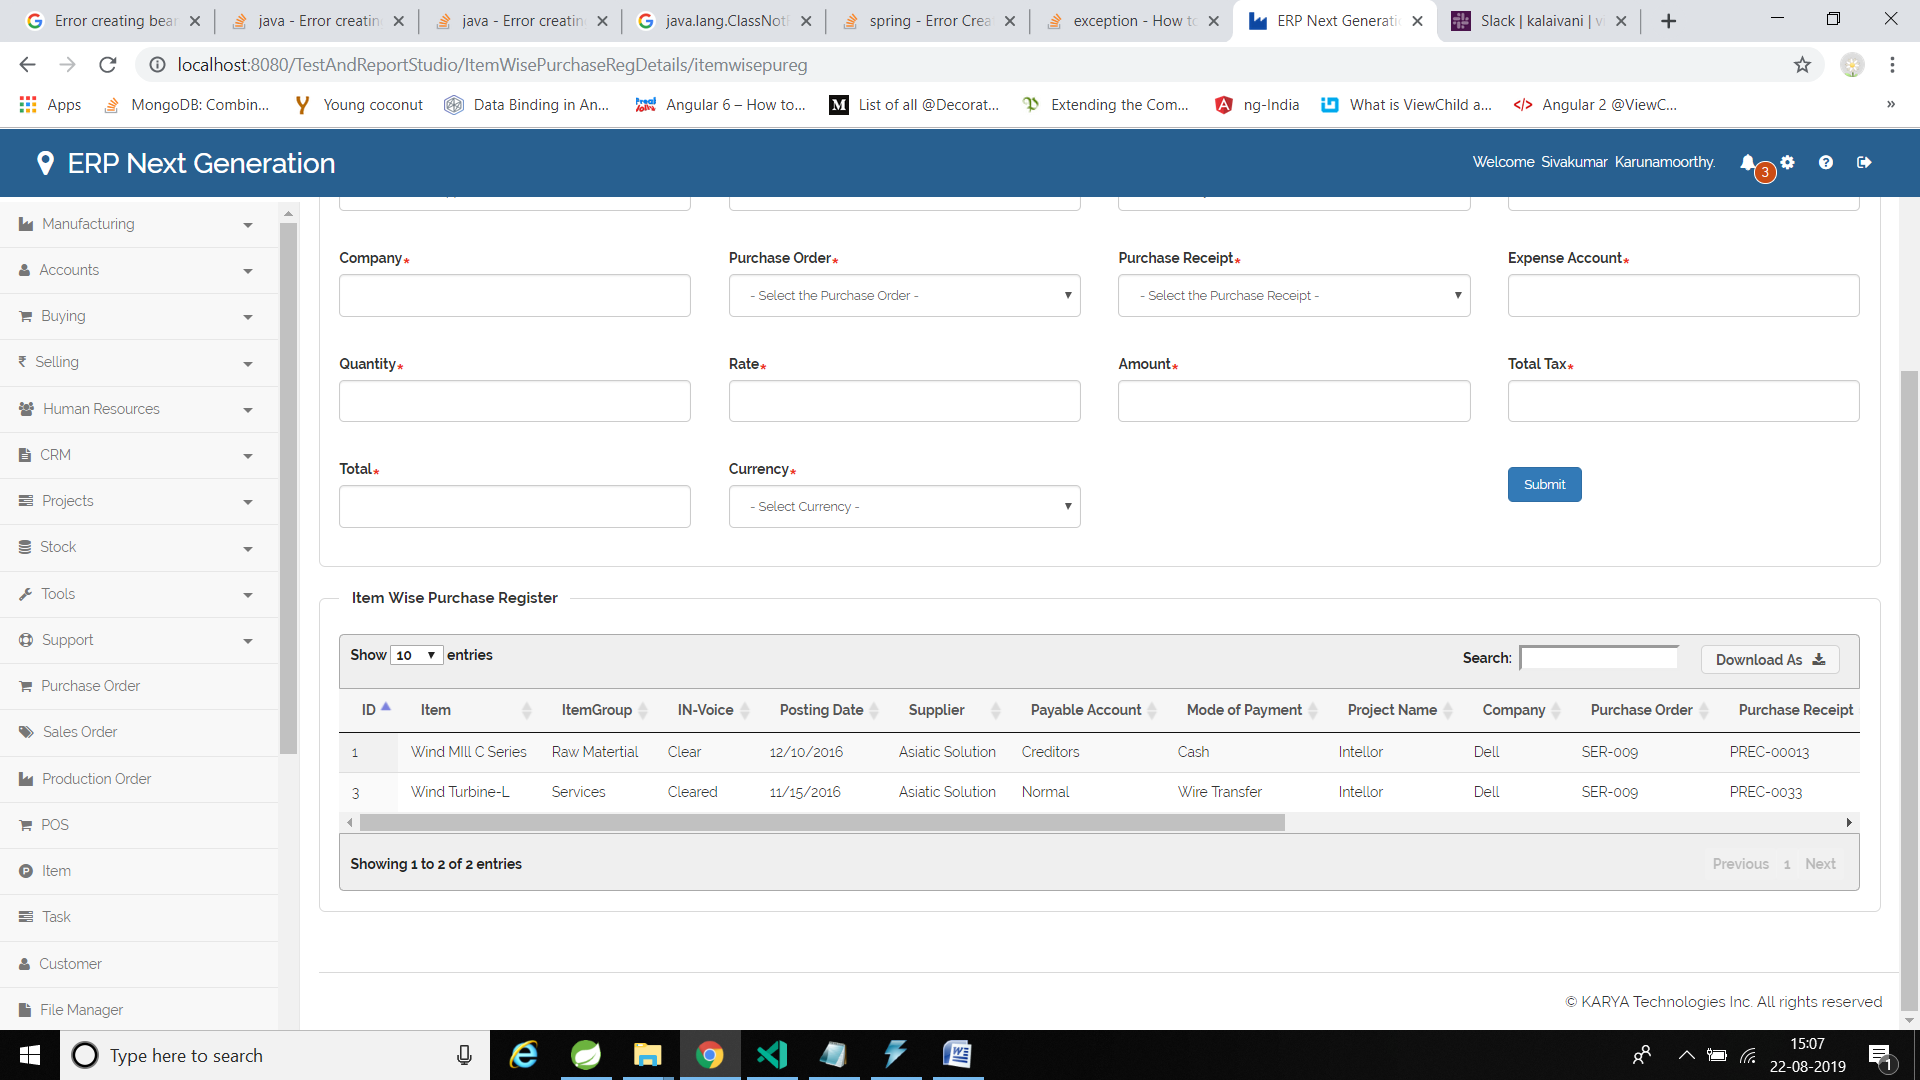 Error creating bear
java - Error creatin
java - Error creatin
java.lang.ClassNotF
spring - Error Crea
exception - How to
ERP Next Generati
Slack | kalaivani | v
localhost:8080/TestAndReportStudio/ItemWisePurchaseRegDetails/itemwisepureg
Apps MongoDB: Combin... Young coconut Data Binding in An... Angular 6 – How to... List of all @Decorat... Extending the Com... ng-India What is ViewChild a... Angular 2 @ViewC... »
ERP Next Generation
Welcome Sivakumar Karunamoorthy. 3
Manufacturing
Accounts
Buying
Selling
Human Resources
CRM
Projects
Stock
Tools
Support
Purchase Order
Sales Order
Production Order
POS
Item
Task
Customer
File Manager
Company* Purchase Order* Purchase Receipt* Expense Account*
- Select the Purchase Order - - Select the Purchase Receipt -
Quantity* Rate* Amount* Total Tax*
Total* Currency*
- Select Currency - Submit
Item Wise Purchase Register
Show 10 entries Search: Download As
ID Item ItemGroup IN-Voice Posting Date Supplier Payable Account Mode of Payment Project Name Company Purchase Order Purchase Receipt
1 Wind MIll C Series Raw Matertial Clear 12/10/2016 Asiatic Solution Creditors Cash Intellor Dell SER-009 PREC-00013
3 Wind Turbine-L Services Cleared 11/15/2016 Asiatic Solution Normal Wire Transfer Intellor Dell SER-009 PREC-0033
Showing 1 to 2 of 2 entries Previous 1 Next
© KARYA Technologies Inc. All rights reserved
Type here to search
15:07
22-08-2019
1